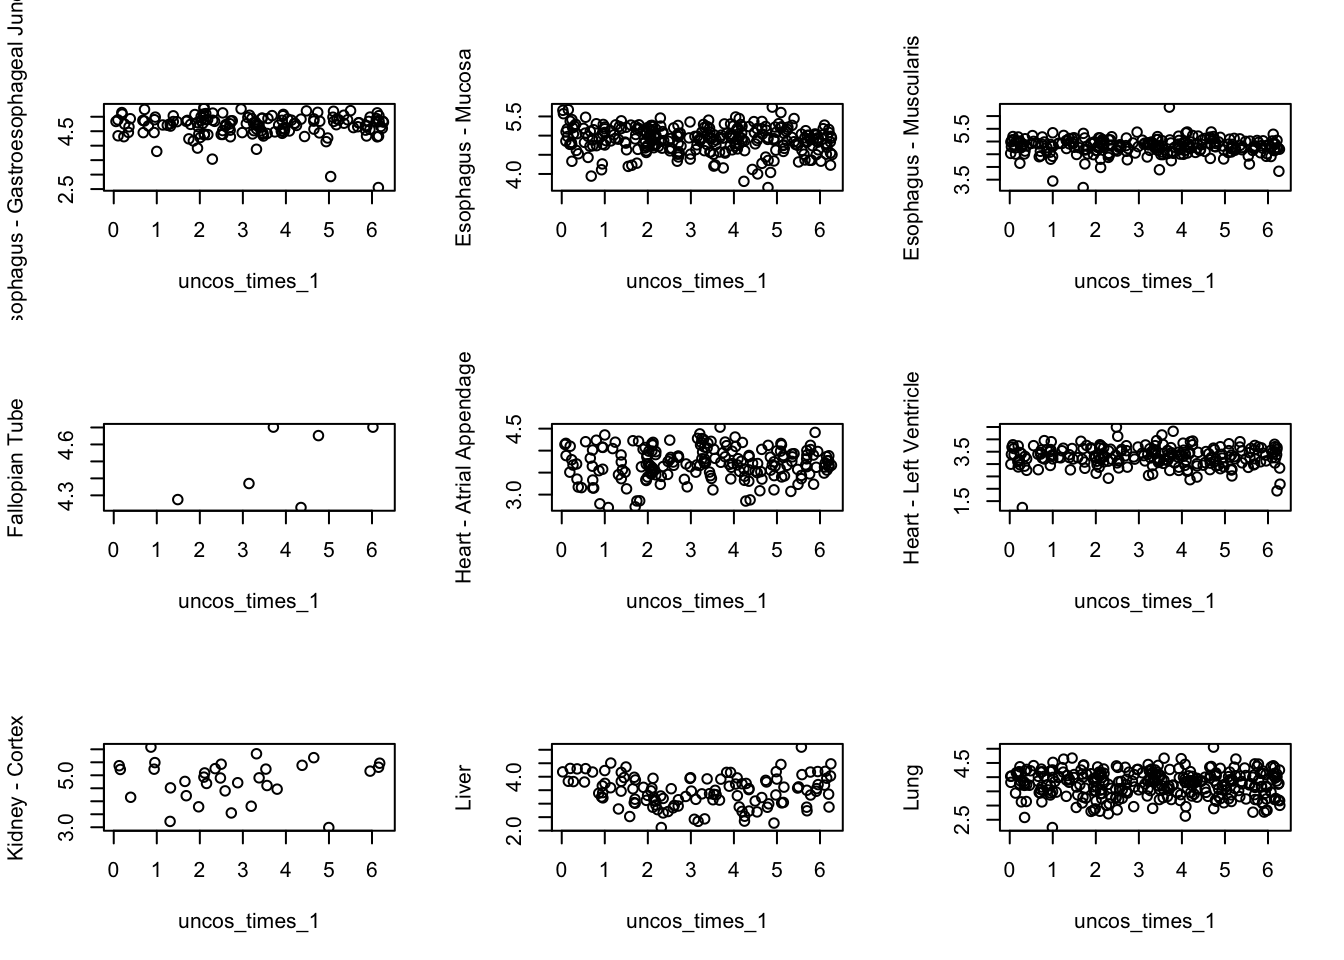 sophagus - Gastroesophageal Junc
4.5
2.5
0 1 2 3 4 5 6
uncos_times_1
Esophagus - Mucosa
5.5
4.0
0 1 2 3 4 5 6
uncos_times_1
Esophagus - Muscularis
5.5
3.5
0 1 2 3 4 5 6
uncos_times_1
Fallopian Tube
4.6
4.3
0 1 2 3 4 5 6
uncos_times_1
Heart - Atrial Appendage
4.5
3.0
0 1 2 3 4 5 6
uncos_times_1
Heart - Left Ventricle
3.5
1.5
0 1 2 3 4 5 6
uncos_times_1
Kidney - Cortex
5.0
3.0
0 1 2 3 4 5 6
uncos_times_1
Liver
4.0
2.0
0 1 2 3 4 5 6
uncos_times_1
Lung
4.5
2.5
0 1 2 3 4 5 6
uncos_times_1